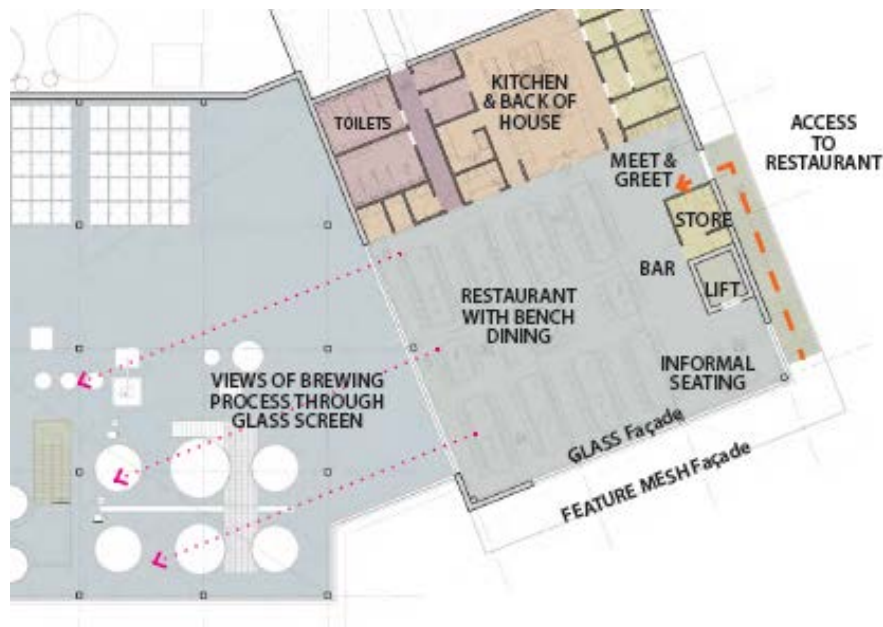 TOILETS
KITCHEN
& BACK OF
HOUSE
ACCESS
TO
RESTAURANT
MEET &
GREET
STORE
BAR
LIFT
RESTAURANT
WITH BENCH
DINING
INFORMAL
SEATING
VIEWS OF BREWING
PROCESS THROUGH
GLASS SCREEN
GLASS Façade
FEATURE MESH Façade